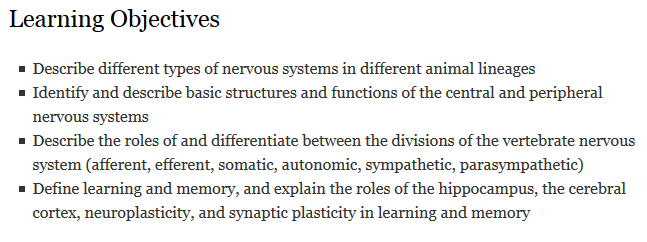 Learning Objectives
▪ Describe different types of nervous systems in different animal lineages
▪ Identify and describe basic structures and functions of the central and peripheral
nervous systems
▪ Describe the roles of and differentiate between the divisions of the vertebrate nervous
system (afferent, efferent, somatic, autonomic, sympathetic, parasympathetic)
▪ Define learning and memory, and explain the roles of the hippocampus, the cerebral
cortex, neuroplasticity, and synaptic plasticity in learning and memory